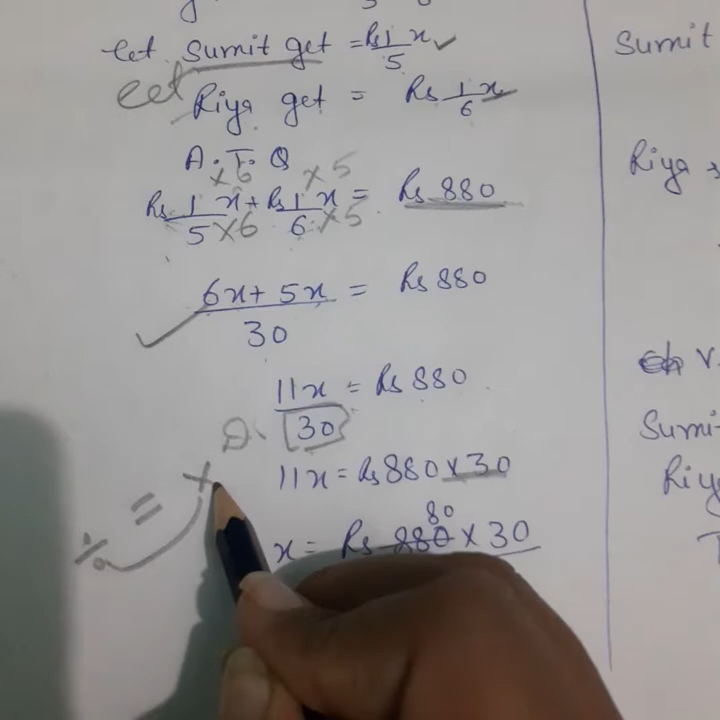 let Sumit get = Rs 1/5 x ✓
let Riya get = Rs 1/6 x
A.T.Q
×6 ×5
Rs 1/5 x + Rs 1/6 x = Rs 880
×6 ×5
6x + 5x / 30 = Rs 880
✓
11x / 30 = Rs 880
D.
11x = Rs 880 × 30
80
x = Rs 880 × 30
÷ = ×
Sumit
Riya